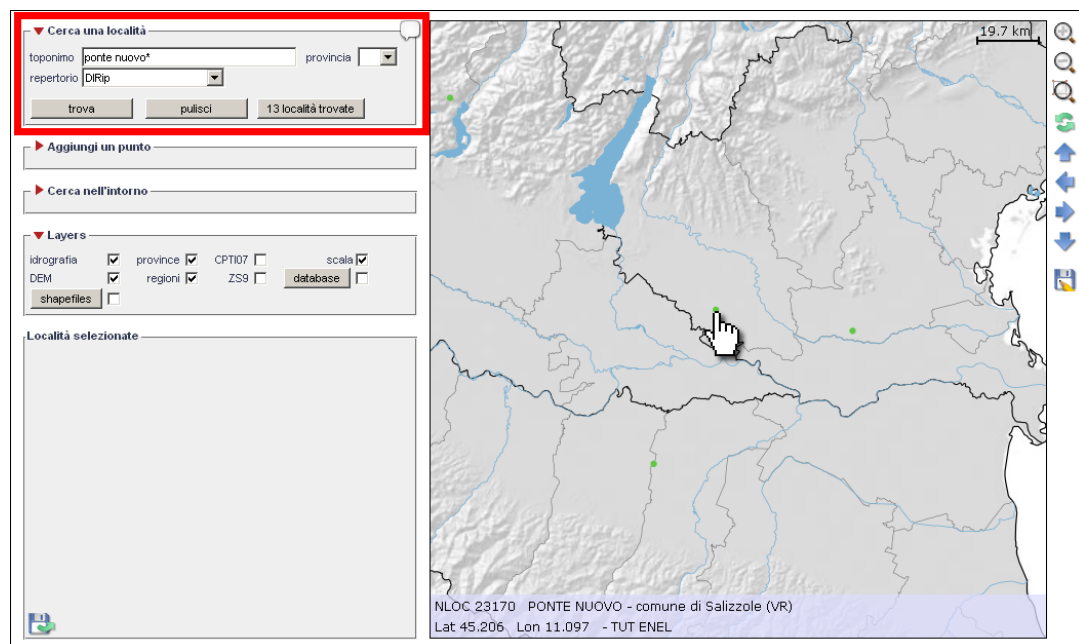 Cerca una località
toponimo ponte nuovo* provincia
repertorio DIRip
trova pulisci 13 località trovate
Aggiungi un punto
Cerca nell'intorno
Layers
idrografia province CPTI07 scala
DEM regioni ZS9 database
shapefiles
Località selezionate
19.7 km
NLOC 23170 PONTE NUOVO - comune di Salizzole (VR)
Lat 45.206 Lon 11.097 - TUT ENEL